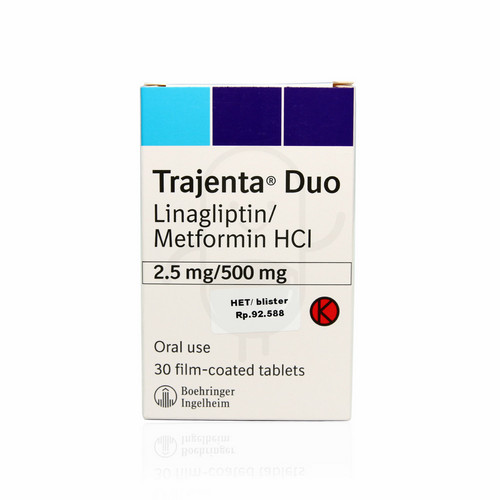 Trajenta® Duo
Linagliptin/
Metformin HCl
2.5 mg/500 mg
HET/ blister
Rp.92.588
K
Oral use
30 film-coated tablets
Boehringer
Ingelheim